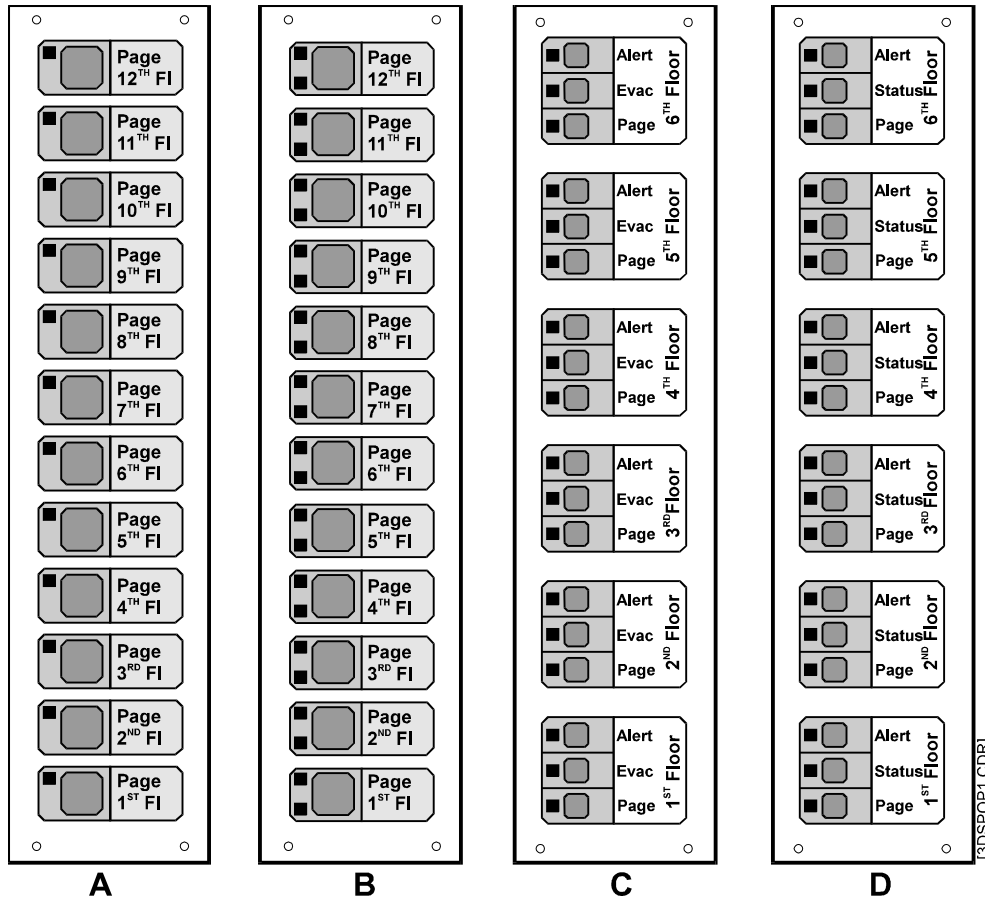 Page
12TH Fl
Page
11TH Fl
Page
10TH Fl
Page
9TH Fl
Page
8TH Fl
Page
7TH Fl
Page
6TH Fl
Page
5TH Fl
Page
4TH Fl
Page
3RD Fl
Page
2ND Fl
Page
1ST Fl
A
Page
12TH Fl
Page
11TH Fl
Page
10TH Fl
Page
9TH Fl
Page
8TH Fl
Page
7TH Fl
Page
6TH Fl
Page
5TH Fl
Page
4TH Fl
Page
3RD Fl
Page
2ND Fl
Page
1ST Fl
B
Alert
Evac
Page
6TH Floor
Alert
Evac
Page
5TH Floor
Alert
Evac
Page
4TH Floor
Alert
Evac
Page
3RD Floor
Alert
Evac
Page
2ND Floor
Alert
Evac
Page
1ST Floor
C
Alert
Status
Page
6TH Floor
Alert
Status
Page
5TH Floor
Alert
Status
Page
4TH Floor
Alert
Status
Page
3RD Floor
Alert
Status
Page
2ND Floor
Alert
Status
Page
1ST Floor
D
[3DSPOP1.CDR]